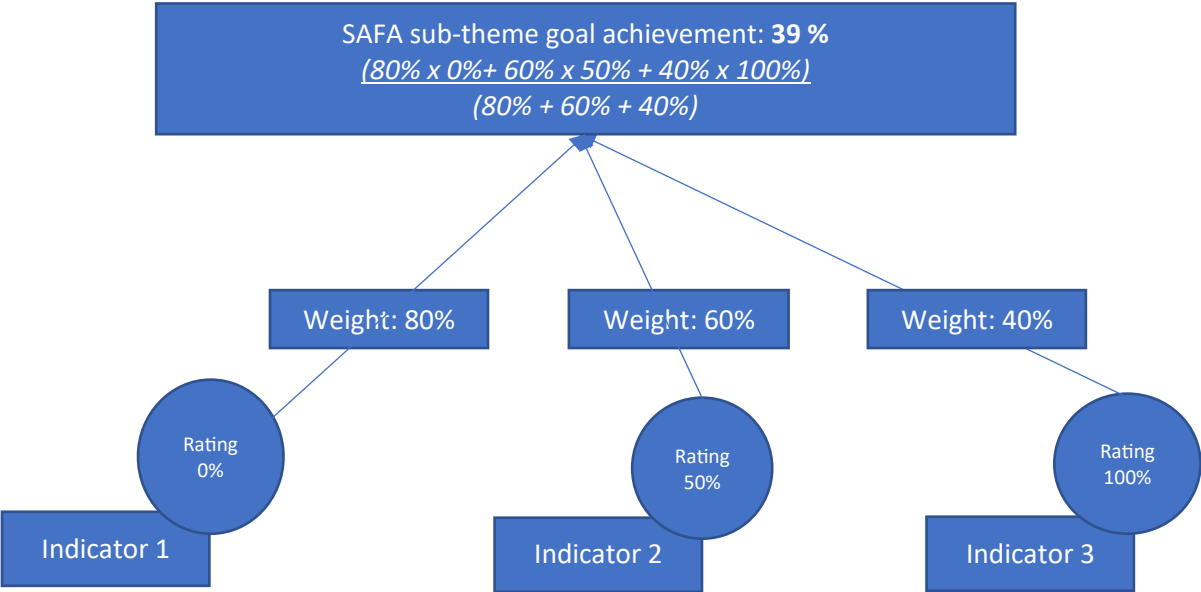 SAFA sub-theme goal achievement: 39 %
(80% x 0%+ 60% x 50% + 40% x 100%)
(80% + 60% + 40%)
Weight: 80%
Weight: 60%
Weight: 40%
Rating
0%
Rating
50%
Rating
100%
Indicator 1
Indicator 2
Indicator 3